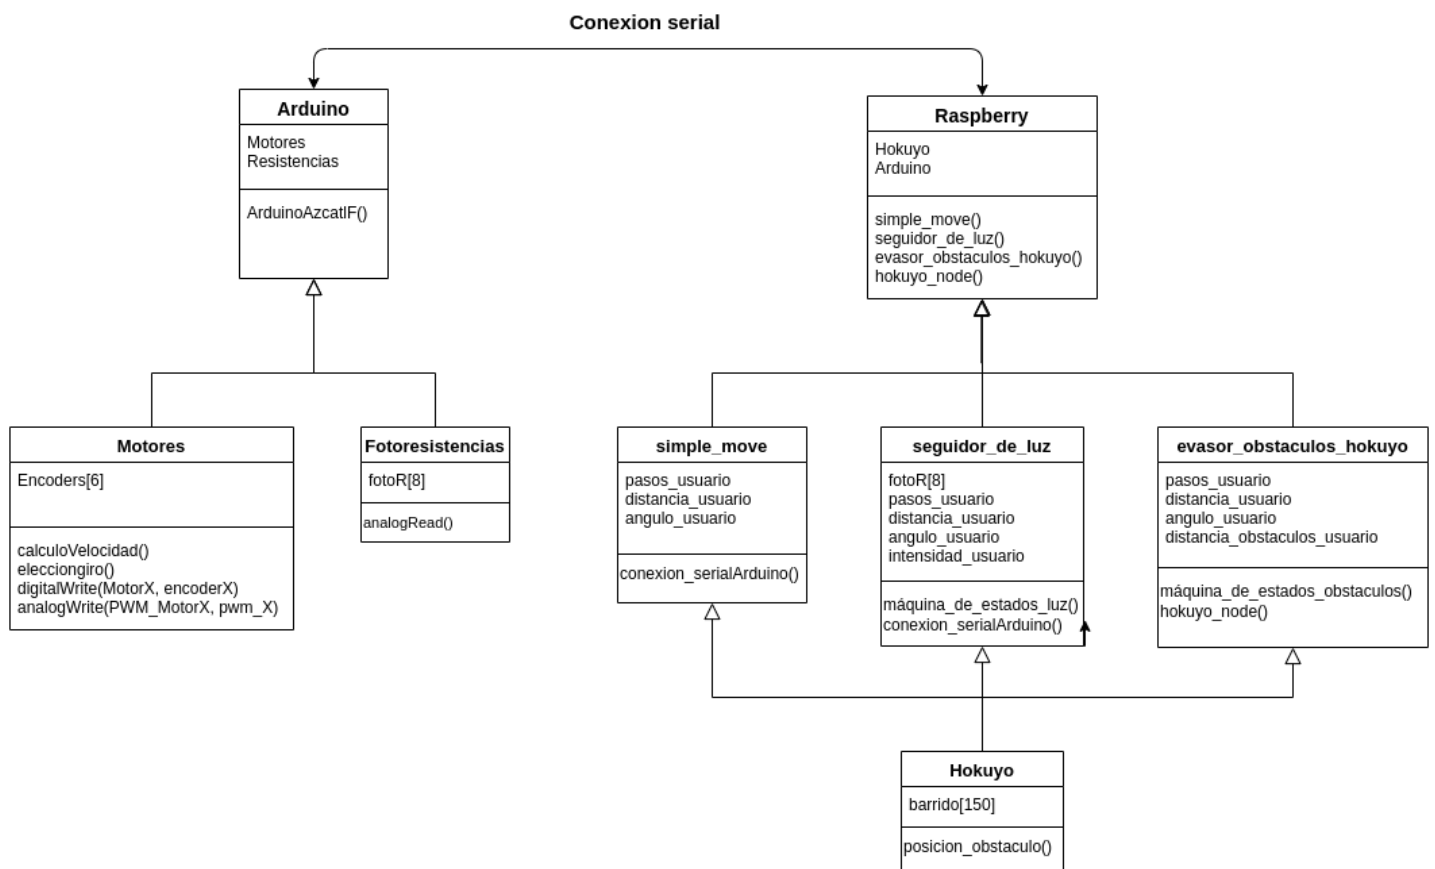 Conexion serial
Arduino
Motores
Resistencias
ArduinoAzcatIF()
Raspberry
Hokuyo
Arduino
simple_move()
seguidor_de_luz()
evasor_obstaculos_hokuyo()
hokuyo_node()
Motores
Encoders[6]
calculoVelocidad()
elecciongiro()
digitalWrite(MotorX, encoderX)
analogWrite(PWM_MotorX, pwm_X)
Fotoresistencias
fotoR[8]
analogRead()
simple_move
pasos_usuario
distancia_usuario
angulo_usuario
conexion_serialArduino()
seguidor_de_luz
fotoR[8]
pasos_usuario
distancia_usuario
angulo_usuario
intensidad_usuario
máquina_de_estados_luz()
conexion_serialArduino()
evasor_obstaculos_hokuyo
pasos_usuario
distancia_usuario
angulo_usuario
distancia_obstaculos_usuario
máquina_de_estados_obstaculos()
hokuyo_node()
Hokuyo
barrido[150]
posicion_obstaculo()